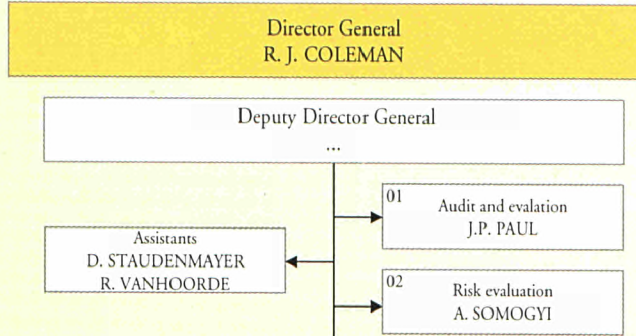 Director General
R. J. COLEMAN
Deputy Director General
...
01
Audit and evalation
J.P. PAUL
Assistants
D. STAUDENMAYER
R. VANHOORDE
02
Risk evaluation
A. SOMOGYI